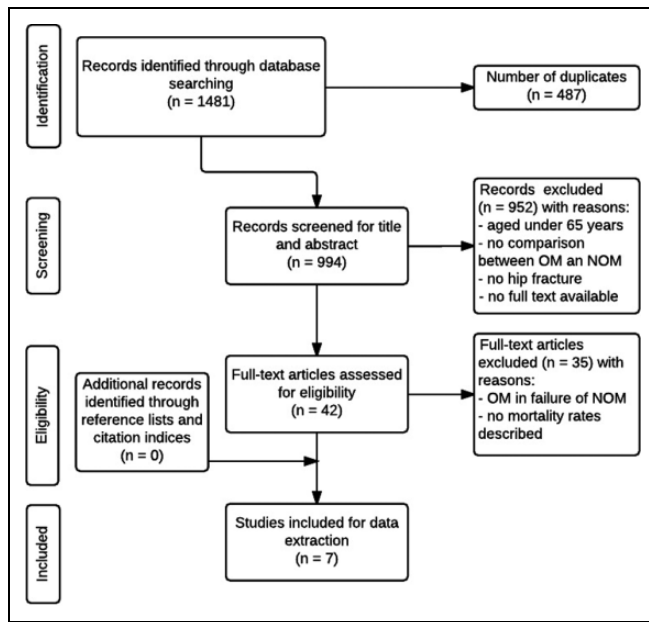 Identification
Records identified through database
searching
(n = 1481)
Number of duplicates
(n = 487)
Screening
Records screened for title
and abstract
(n = 994)
Records excluded
(n = 952) with reasons:
- aged under 65 years
- no comparison
between OM an NOM
- no hip fracture
- no full text available
Eligibility
Full-text articles assessed
for eligibility
(n = 42)
Full-text articles
excluded (n = 35) with
reasons:
- OM in failure of NOM
- no mortality rates
described
Additional records
identified through
reference lists and
citation indices
(n = 0)
Included
Studies included for data
extraction
(n = 7)